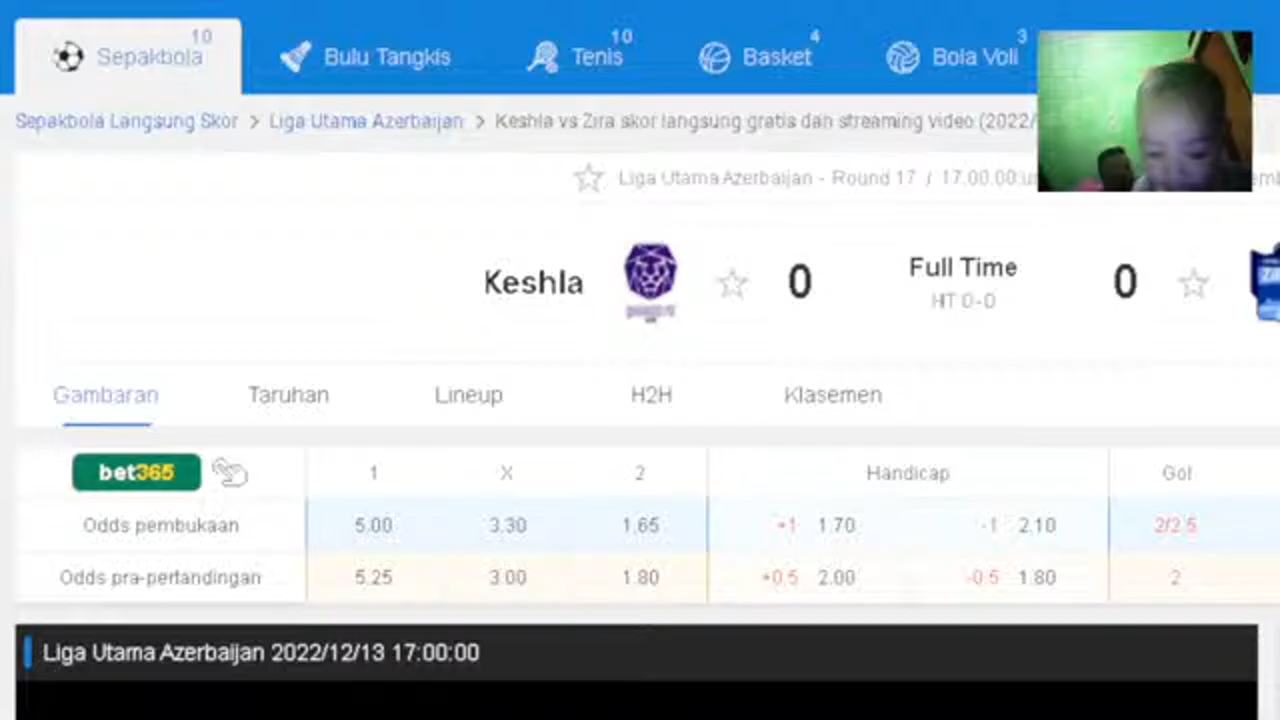 10 10 4 3
Sepakbola Bulu Tangkis Tenis Basket Bola Voli
Sepakbola Langsung Skor > Liga Utama Azerbaijan > Keshla vs Zira skor langsung gratis dan streaming video (2022/
Liga Utama Azerbaijan - Round 17 / 17.00.00
Keshla 0 Full Time 0
HT 0-0
Gambaran Taruhan Lineup H2H Klasemen
bet365 1 X 2 Handicap Gol
Odds pembukaan 5.00 3.30 1.65 +1 1.70 -1 2.10 2/2.5
Odds pra-pertandingan 5.25 3.00 1.80 +0.5 2.00 -0.5 1.80 2
Liga Utama Azerbaijan 2022/12/13 17:00:00